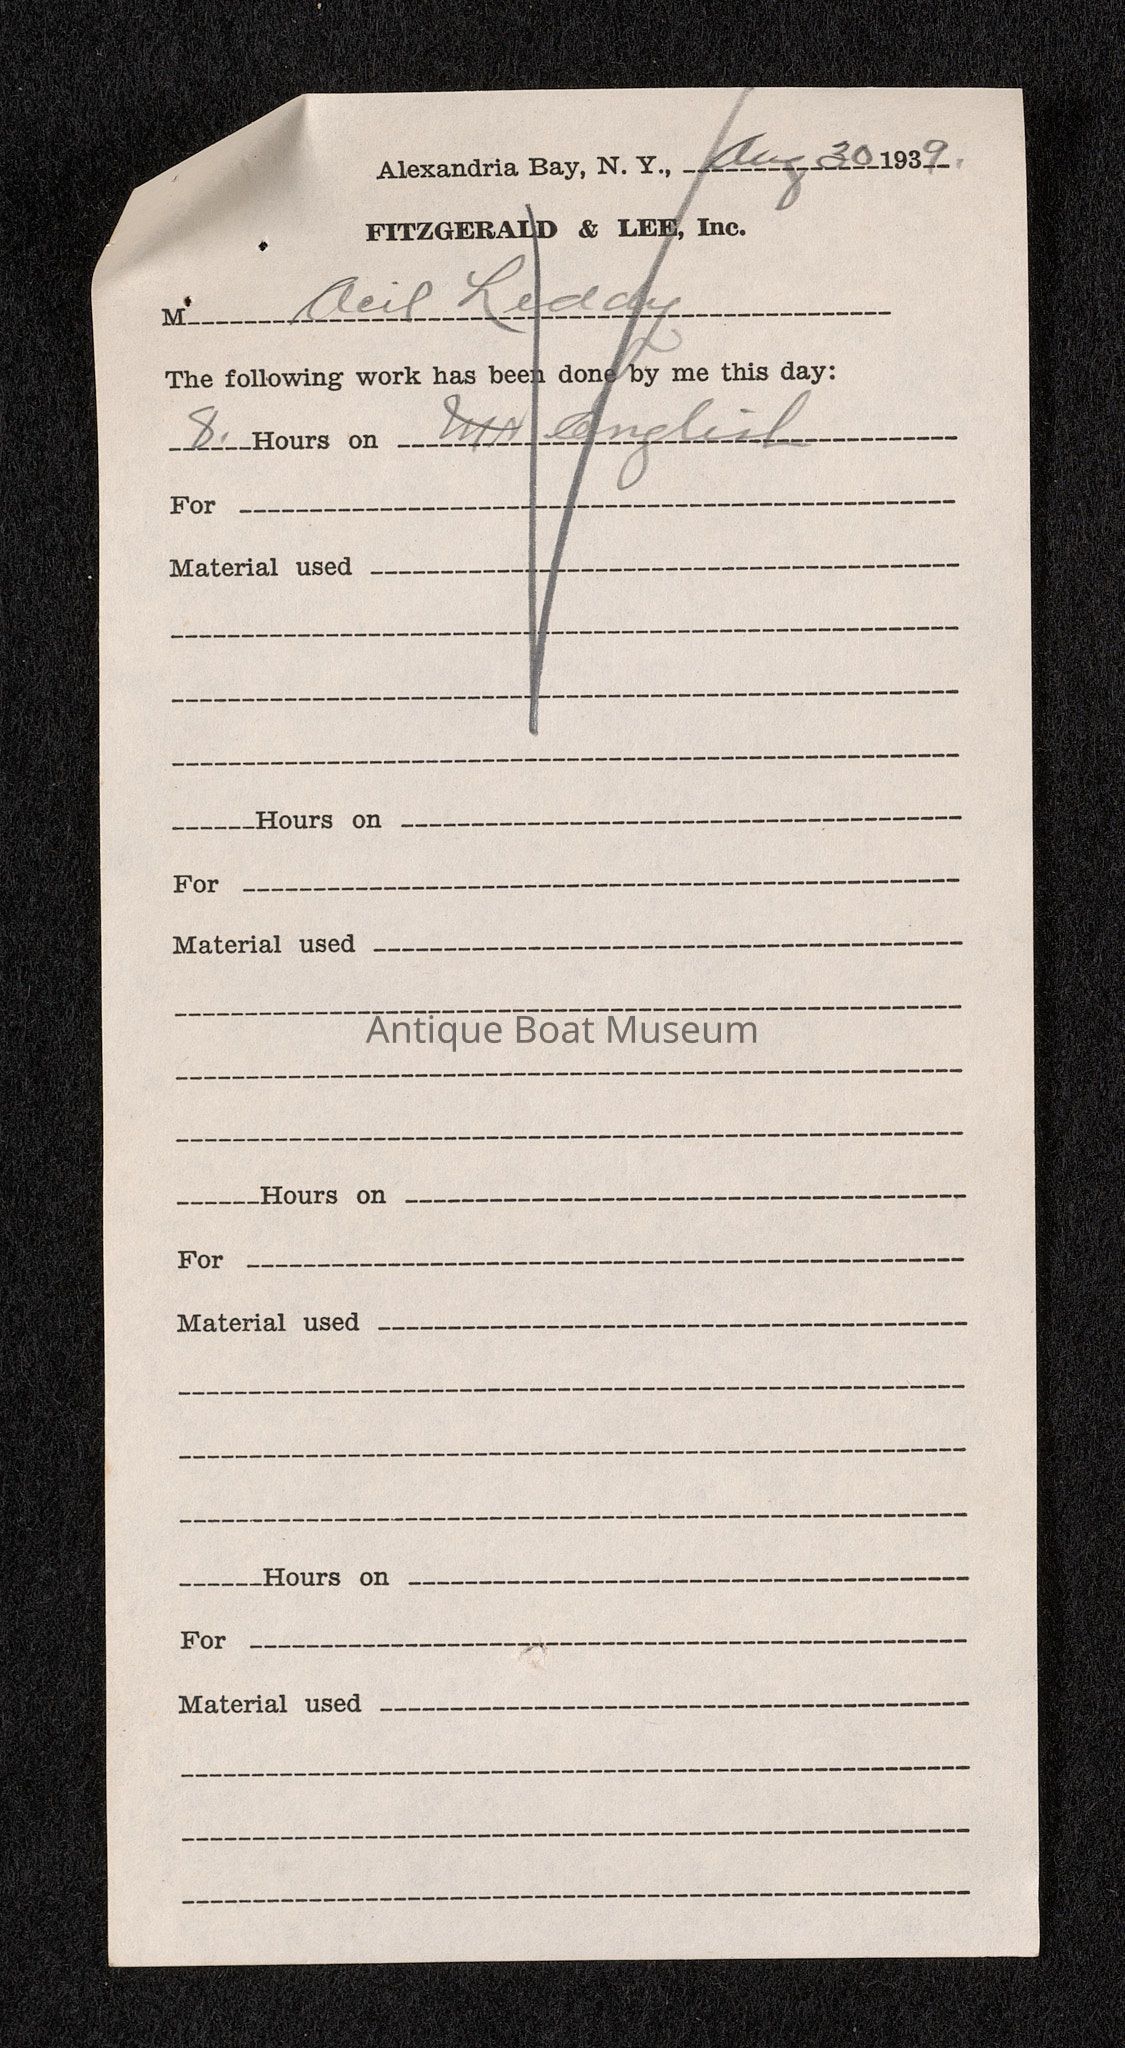 Alexandria Bay, N. Y., Aug 30 1939.
FITZGERALD & LEE, Inc.
M Leddy
The following work has been done by me this day:
8. Hours on English
For
Material used
Hours on
For
Material used
Antique Boat Museum
Hours on
For
Material used
Hours on
For
Material used